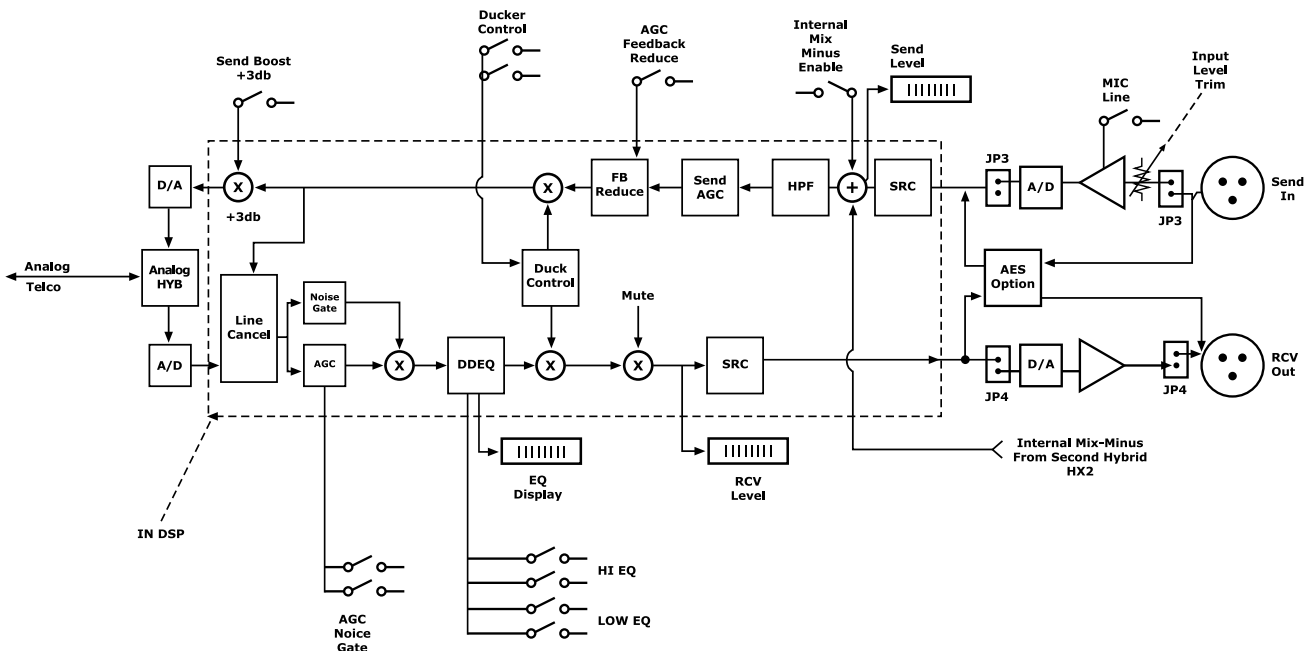 Ducker
Control
Send Boost
+3db
AGC
Feedback
Reduce
Internal
Mix
Minus
Enable
Send
Level
MIC
Line
Input
Level
Trim
D/A
X
+3db
X
FB
Reduce
Send
AGC
HPF
+
SRC
JP3
A/D
JP3
Send
In
Analog
Telco
Analog
HYB
Line
Cancel
Noise
Gate
Duck
Control
Mute
AES
Option
A/D
AGC
X
DDEQ
X
X
SRC
JP4
D/A
JP4
RCV
Out
EQ
Display
RCV
Level
Internal Mix-Minus
From Second Hybrid
HX2
IN DSP
HI EQ
LOW EQ
AGC
Noice
Gate